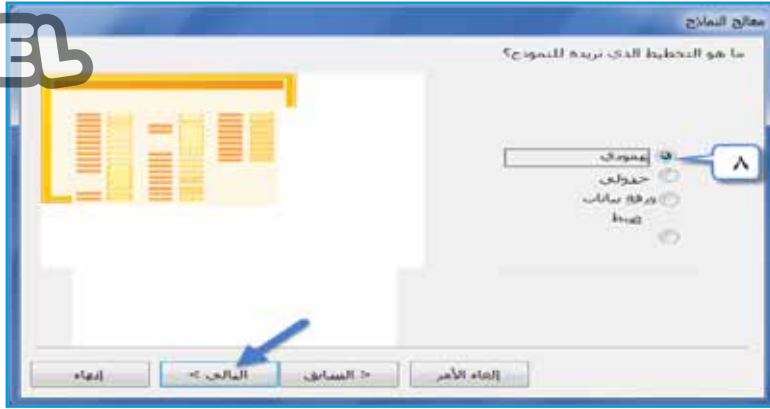 معالج النماذج
ما هو التخطيط الذي تريده للنموذج؟
عمودي
٨
جدولي
ورقة بيانات
ضبط
إلغاء الأمر
< السابق
التالي >
إنهاء